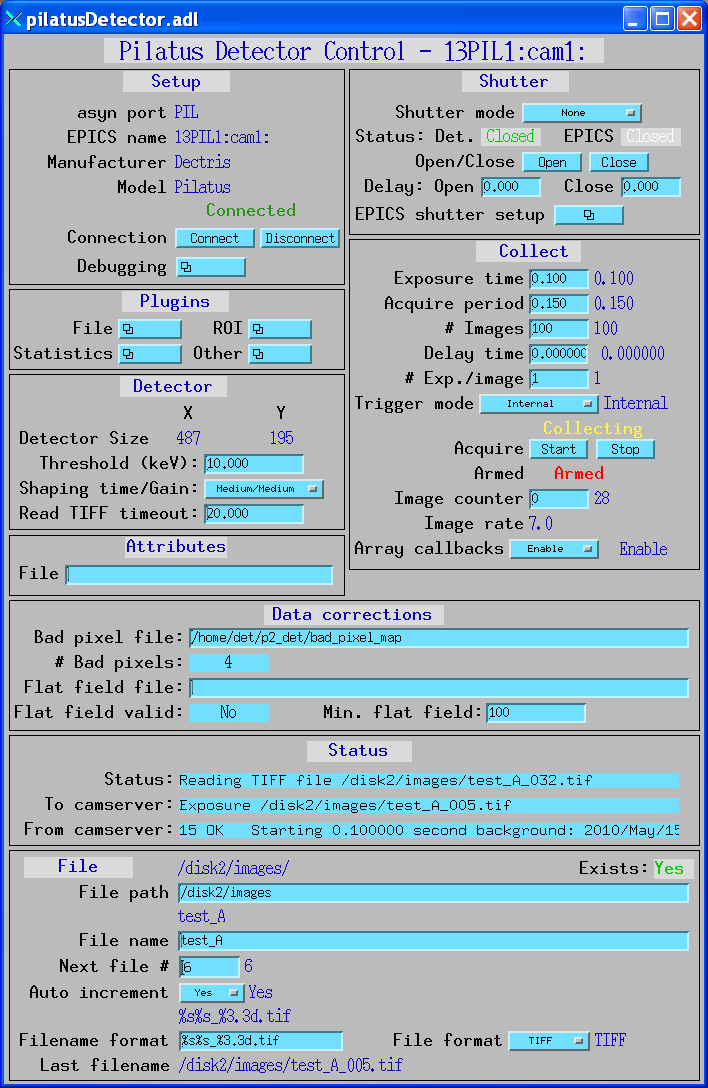 pilatusDetector.adl
Pilatus Detector Control - 13PIL1:cam1:
Setup
asyn port PIL
EPICS name 13PIL1:cam1:
Manufacturer Dectris
Model Pilatus
Connected
Connection Connect Disconnect
Debugging
Plugins
File ROI
Statistics Other
Detector
X Y
Detector Size 487 195
Threshold (keV): 10.000
Shaping time/Gain: Medium/Medium
Read TIFF timeout: 20.000
Attributes
File
Shutter
Shutter mode None
Status: Det. Closed EPICS Closed
Open/Close Open Close
Delay: Open 0.000 Close 0.000
EPICS shutter setup
Collect
Exposure time 0.100 0.100
Acquire period 0.150 0.150
# Images 100 100
Delay time 0.000000 0.000000
# Exp./image 1 1
Trigger mode Internal Internal
Collecting
Acquire Start Stop
Armed Armed
Image counter 0 28
Image rate 7.0
Array callbacks Enable Enable
Data corrections
Bad pixel file: /home/det/p2_det/bad_pixel_map
# Bad pixels: 4
Flat field file:
Flat field valid: No Min. flat field: 100
Status
Status: Reading TIFF file /disk2/images/test_A_032.tif
To camserver: Exposure /disk2/images/test_A_005.tif
From camserver: 15 OK Starting 0.100000 second background: 2010/May/15
File /disk2/images/ Exists: Yes
File path /disk2/images
test_A
File name test_A
Next file # 6 6
Auto increment Yes Yes
%s%s_%3.3d.tif
Filename format %s%s_%3.3d.tif File format TIFF TIFF
Last filename /disk2/images/test_A_005.tif